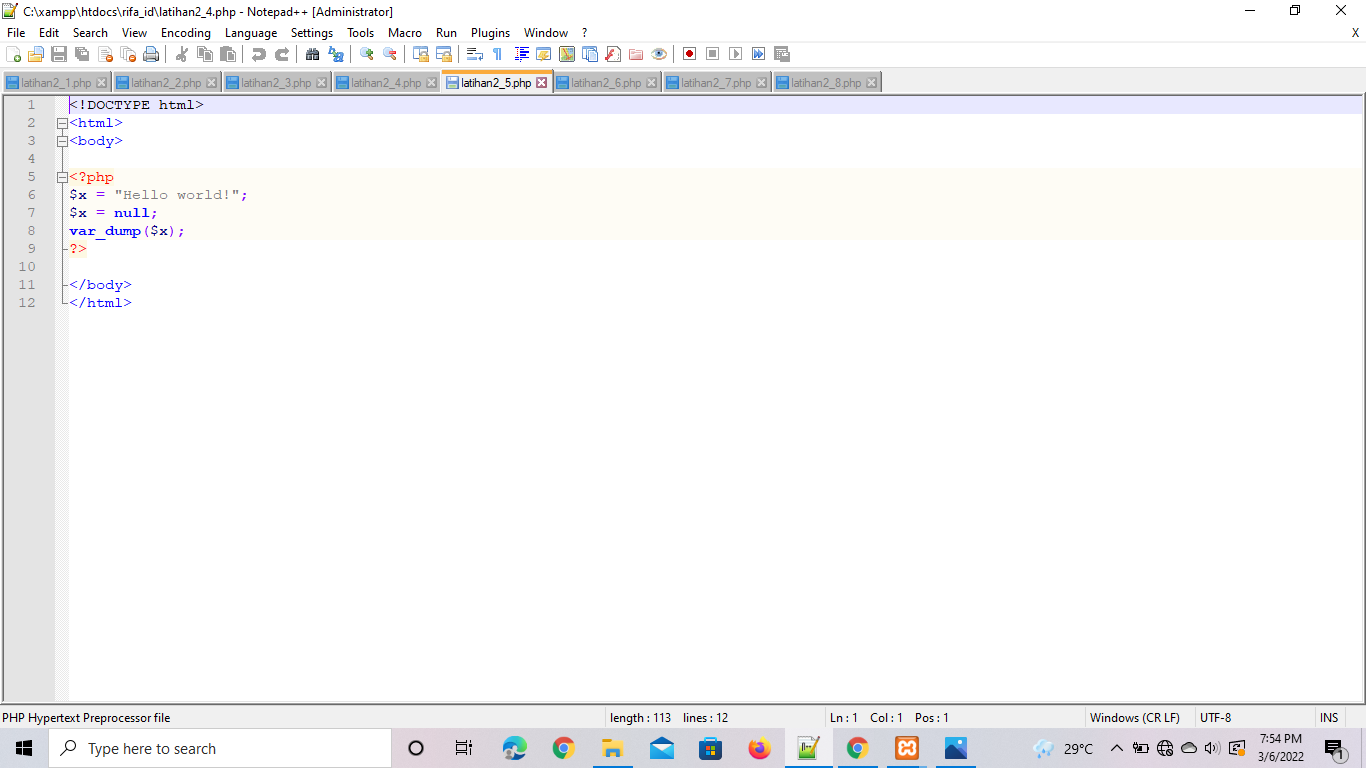 C:\xampp\htdocs\rifa_id\latihan2_4.php - Notepad++ [Administrator]
File Edit Search View Encoding Language Settings Tools Macro Run Plugins Window ? X
latihan2_1.php latihan2_2.php latihan2_3.php latihan2_4.php latihan2_5.php latihan2_6.php latihan2_7.php latihan2_8.php
1 <!DOCTYPE html>
2 <html>
3 <body>
4
5 <?php
6 $x = "Hello world!";
7 $x = null;
8 var_dump($x);
9 ?>
10
11 </body>
12 </html>
PHP Hypertext Preprocessor file length : 113 lines : 12 Ln : 1 Col : 1 Pos : 1 Windows (CR LF) UTF-8 INS
Type here to search 29°C 7:54 PM
3/6/2022 1